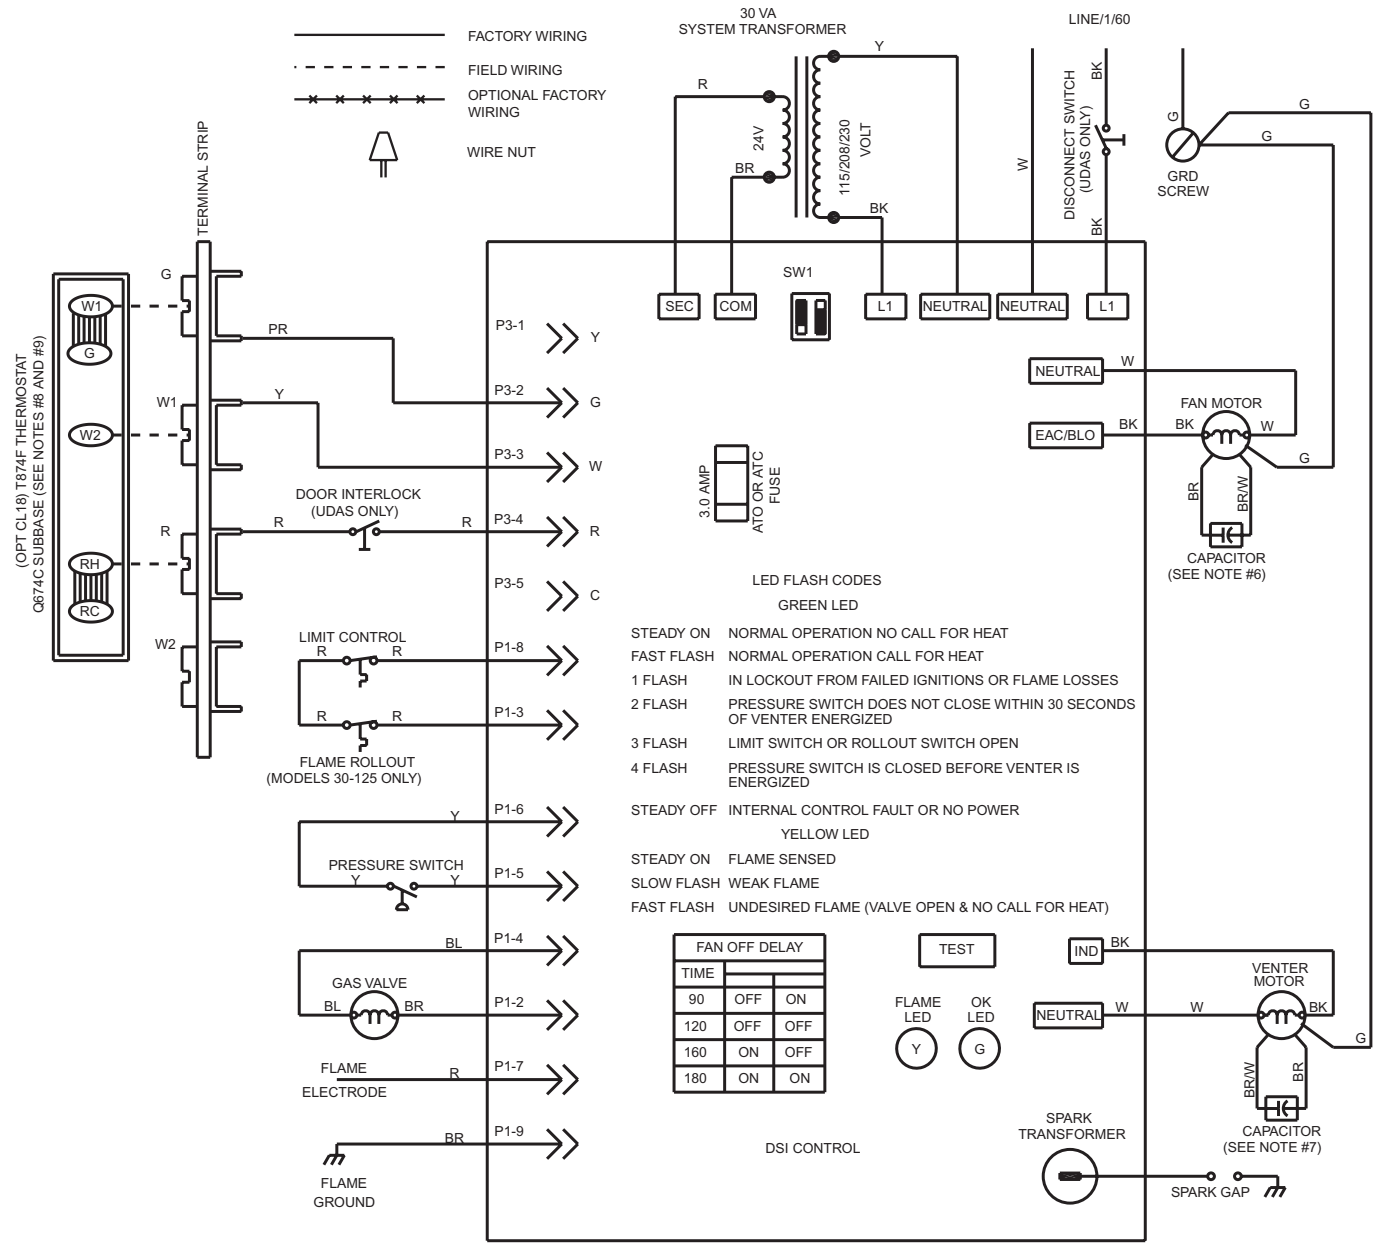 30 VA
SYSTEM TRANSFORMER
LINE/1/60
FACTORY WIRING
FIELD WIRING
OPTIONAL FACTORY
WIRING
WIRE NUT
R
BR
24V
115/208/230
VOLT
Y
BK
W
BK
DISCONNECT SWITCH
(UDAS ONLY)
BK
G
GRD
SCREW
G
G
TERMINAL STRIP
(OPT CL18) T874F THERMOSTAT
Q674C SUBBASE (SEE NOTES #8 AND #9)
W1
G
W2
RH
RC
G
W1
R
W2
PR
Y
DOOR INTERLOCK
(UDAS ONLY)
R
R
LIMIT CONTROL
R
R
R
R
FLAME ROLLOUT
(MODELS 30-125 ONLY)
Y
PRESSURE SWITCH
Y
Y
BL
GAS VALVE
BL
BR
FLAME
ELECTRODE
R
BR
FLAME
GROUND
P3-1
Y
P3-2
G
P3-3
W
P3-4
R
P3-5
C
P1-8
P1-3
P1-6
P1-5
P1-4
P1-2
P1-7
P1-9
SEC
COM
SW1
L1
NEUTRAL
NEUTRAL
L1
NEUTRAL
W
EAC/BLO
BK
BK
FAN MOTOR
W
G
BR
BR/W
CAPACITOR
(SEE NOTE #6)
3.0 AMP
ATO OR ATC
FUSE
LED FLASH CODES
GREEN LED
STEADY ON NORMAL OPERATION NO CALL FOR HEAT
FAST FLASH NORMAL OPERATION CALL FOR HEAT
1 FLASH IN LOCKOUT FROM FAILED IGNITIONS OR FLAME LOSSES
2 FLASH PRESSURE SWITCH DOES NOT CLOSE WITHIN 30 SECONDS
OF VENTER ENERGIZED
3 FLASH LIMIT SWITCH OR ROLLOUT SWITCH OPEN
4 FLASH PRESSURE SWITCH IS CLOSED BEFORE VENTER IS
ENERGIZED
STEADY OFF INTERNAL CONTROL FAULT OR NO POWER
YELLOW LED
STEADY ON FLAME SENSED
SLOW FLASH WEAK FLAME
FAST FLASH UNDESIRED FLAME (VALVE OPEN & NO CALL FOR HEAT)
FAN OFF DELAY
TIME
90 OFF ON
120 OFF OFF
160 ON OFF
180 ON ON
TEST
FLAME
LED
Y
OK
LED
G
IND
BK
NEUTRAL
W
W
VENTER
MOTOR
BK
G
BR/W
BR
CAPACITOR
(SEE NOTE #7)
DSI CONTROL
SPARK
TRANSFORMER
SPARK GAP